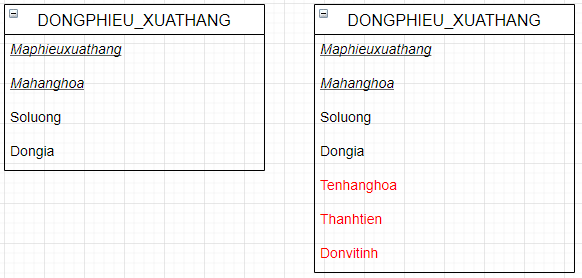 DONGPHIEU_XUATHANG
Maphieuxuathang
Mahanghoa
Soluong
Dongia
DONGPHIEU_XUATHANG
Maphieuxuathang
Mahanghoa
Soluong
Dongia
Tenhanghoa
Thanhtien
Donvitinh